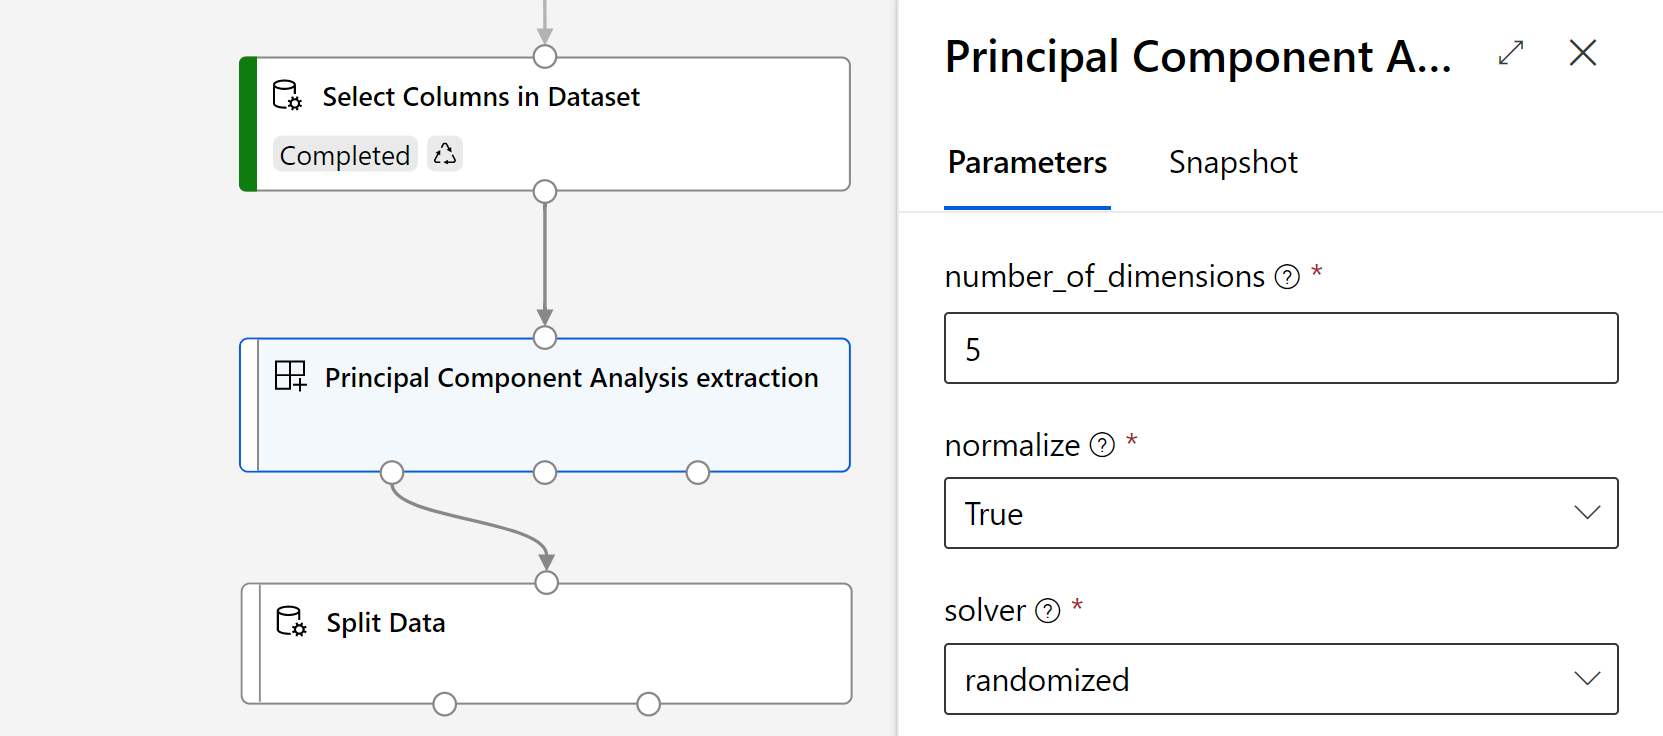 Select Columns in Dataset
Completed
Principal Component Analysis extraction
Split Data
Principal Component A...
Parameters
Snapshot
number_of_dimensions ? *
5
normalize ? *
True
solver ? *
randomized